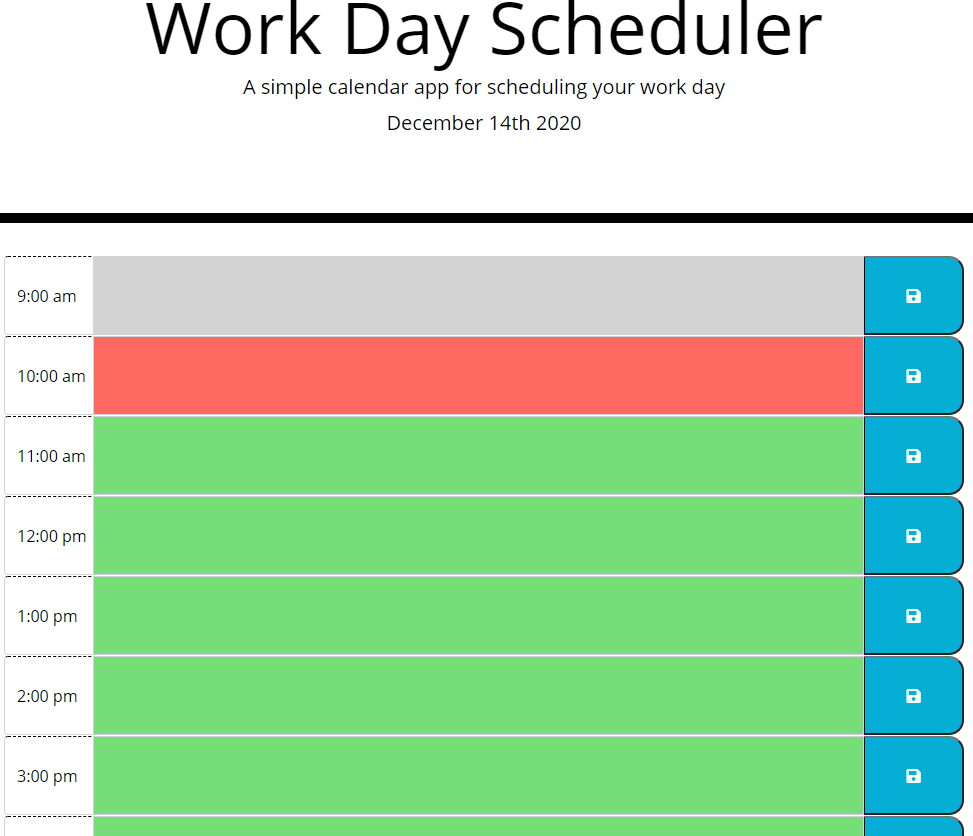 Work Day Scheduler
A simple calendar app for scheduling your work day
December 14th 2020
9:00 am
10:00 am
11:00 am
12:00 pm
1:00 pm
2:00 pm
3:00 pm